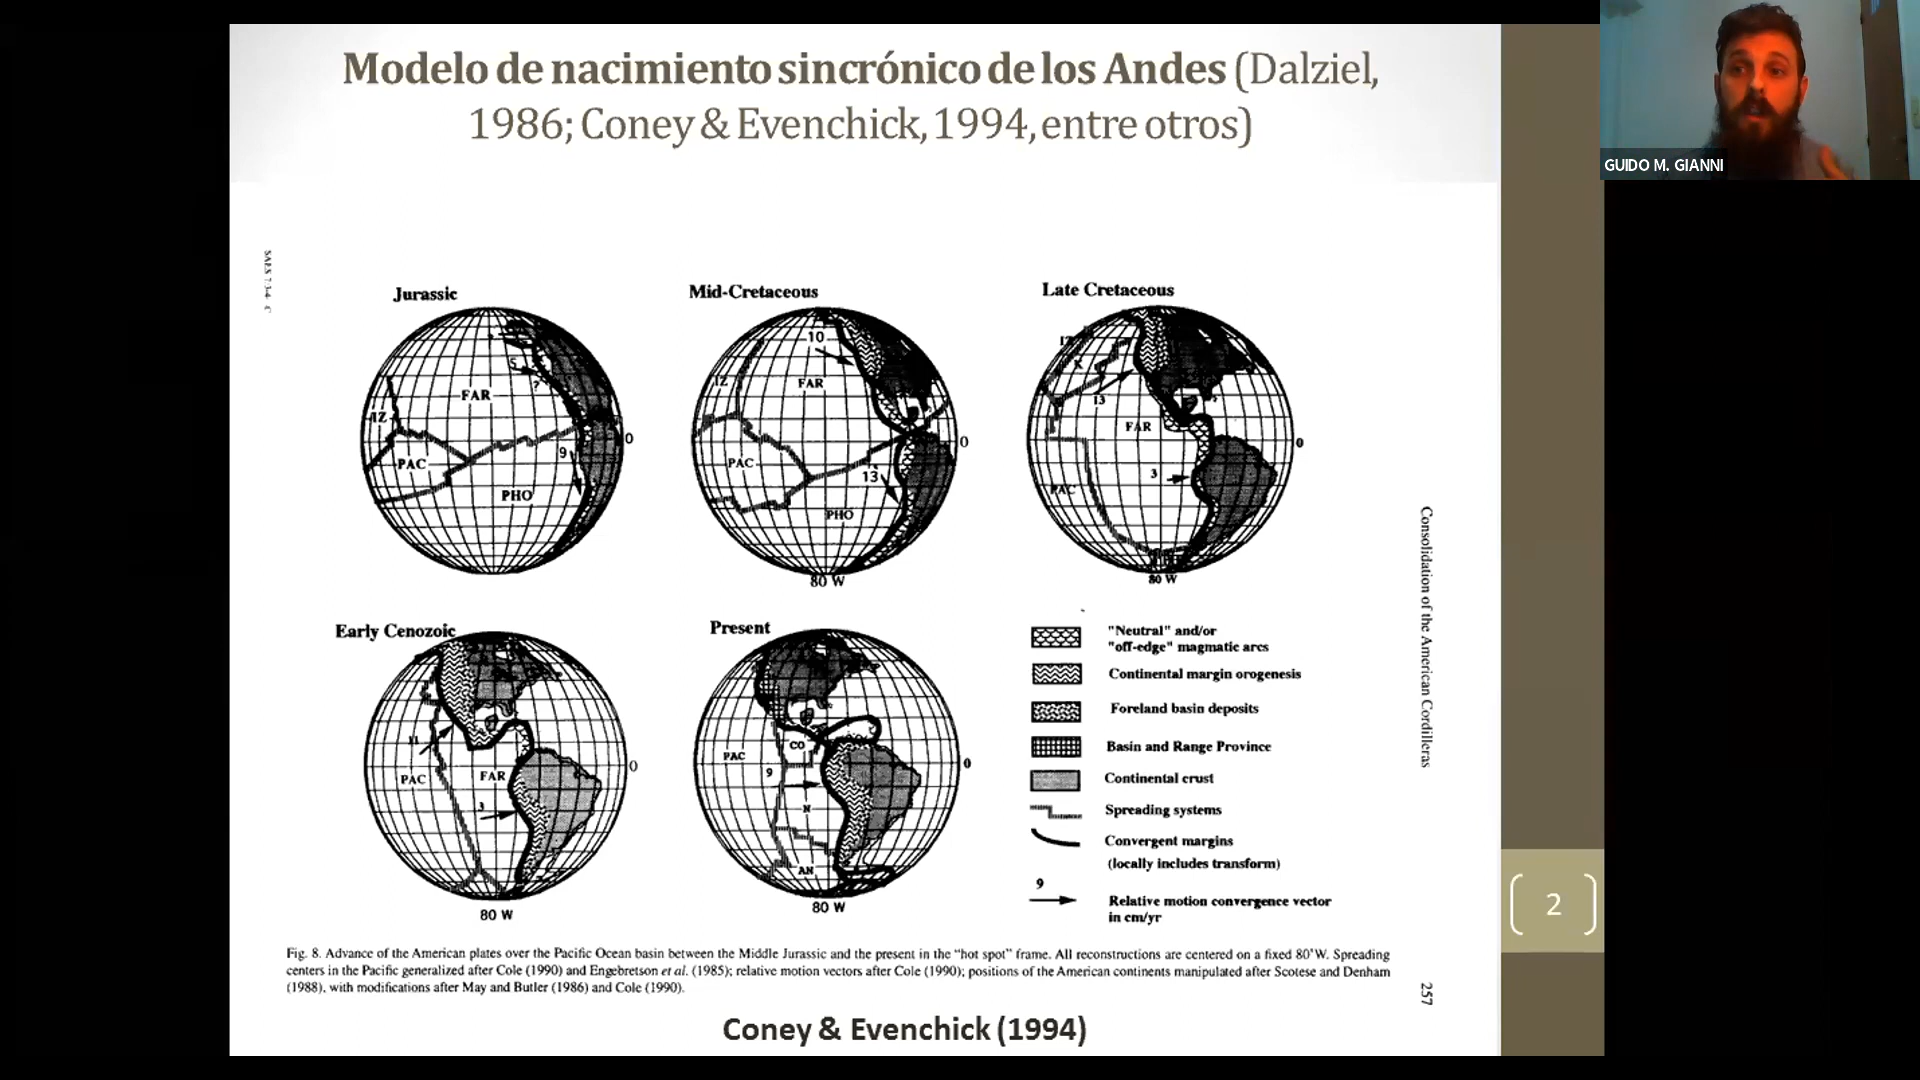 Modelo de nacimiento sincrónico de los Andes (Dalziel,
1986; Coney & Evenchick, 1994, entre otros)
GUIDO M. GIANNI
Jurassic
5
?
FAR
IZ
PAC
9
PHO
0
Mid-Cretaceous
10
IZ
FAR
PAC
13
PHO
0
80 W
Late Cretaceous
K
13
FAR
3
PAC
0
80 W
Early Cenozoic
11
PAC
FAR
3
0
80 W
Present
PAC
CO
9
N
AN
0
80 W
"Neutral" and/or
"off-edge" magmatic arcs
Continental margin orogenesis
Foreland basin deposits
Basin and Range Province
Continental crust
Spreading systems
Convergent margins
(locally includes transform)
9
Relative motion convergence vector
in cm/yr
Consolidation of the American Cordilleras
257
2
Fig. 8. Advance of the American plates over the Pacific Ocean basin between the Middle Jurassic and the present in the "hot spot" frame. All reconstructions are centered on a fixed 80°W. Spreading
centers in the Pacific generalized after Cole (1990) and Engebretson et al. (1985); relative motion vectors after Cole (1990); positions of the American continents manipulated after Scotese and Denham
(1988), with modifications after May and Butler (1986) and Cole (1990).
Coney & Evenchick (1994)